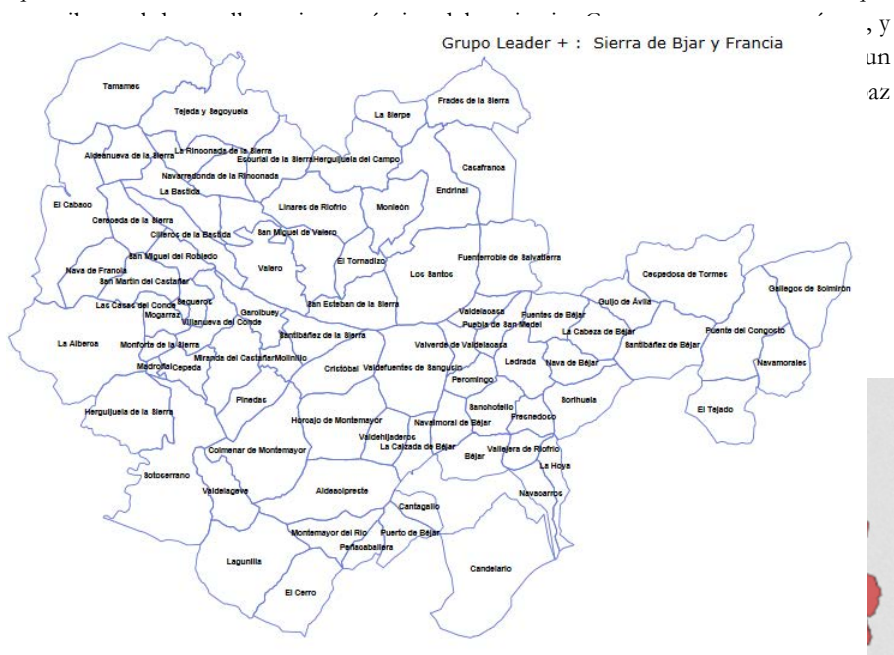 , y
un
Grupo Leader + : Sierra de Bjar y Francia
az
Tamames
Frades de la Sierra
Tejeda y Segoyuela
La Sierpe
La Rinconada de la Sierra
Aldeanueva de la Sierra
Escurial de la Sierra
Herguijuela del Campo
Casafranca
Navarredonda de la Rinconada
La Bastida
Endrinal
El Cabaco
Linares de Riofrio
Monleón
Cereceda de la Sierra
Cilleros de la Bastida
San Miguel de Valero
San Miguel del Robledo
Fuenterroble de Salvatierra
El Tornadizo
Valero
Nava de Francia
Los Santos
Cespedosa de Tormes
San Martin del Castañar
Gallegos de Solmirón
Las Casas del Conde
Sequeros
San Esteban de la Sierra
Guijo de Ávila
Mogarraz
Garcibuey
Valdelacasa
Fuentes de Béjar
Villanueva del Conde
Puebla de San Medel
La Cabeza de Béjar
Puente del Congosto
Santibáñez de la Sierra
La Alberca
Monforte de la Sierra
Valverde de Valdelacasa
Santibáñez de Béjar
Miranda del Castañar
Molinillo
Ledrada
Nava de Béjar
Navamorales
Madroñal
Cepeda
Cristóbal
Valdefuentes de Sangusín
Peromingo
Pinedas
Sorihuela
Herguijuela de la Sierra
Sanchotello
El Tejado
Fresnedoso
Horcajo de Montemayor
Navalmoral de Béjar
Valdehijaderos
La Calzada de Béjar
Colmenar de Montemayor
Béjar
Vallejera de Riofrio
La Hoya
Sotoserrano
Valdelageve
Aldeacipreste
Navacarros
Cantagallo
Montemayor del Rio
Puerto de Béjar
Peñacaballera
Lagunilla
Candelario
El Cerro